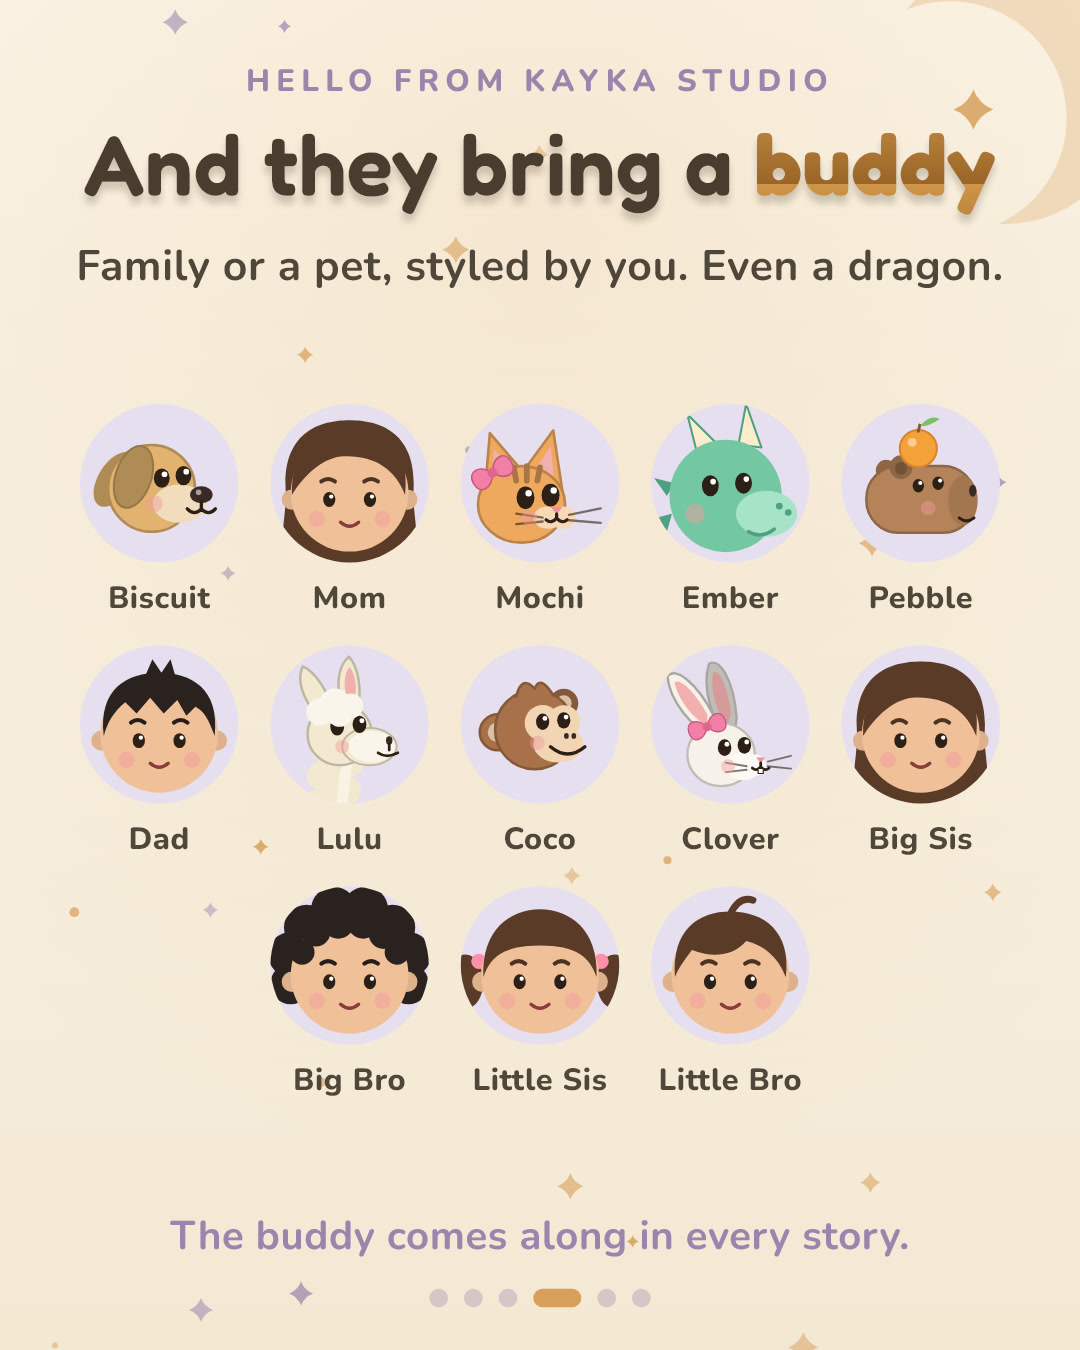 HELLO FROM KAYKA STUDIO
And they bring a buddy
Family or a pet, styled by you. Even a dragon.
Biscuit
Mom
Mochi
Ember
Pebble
Dad
Lulu
Coco
Clover
Big Sis
Big Bro
Little Sis
Little Bro
The buddy comes along in every story.